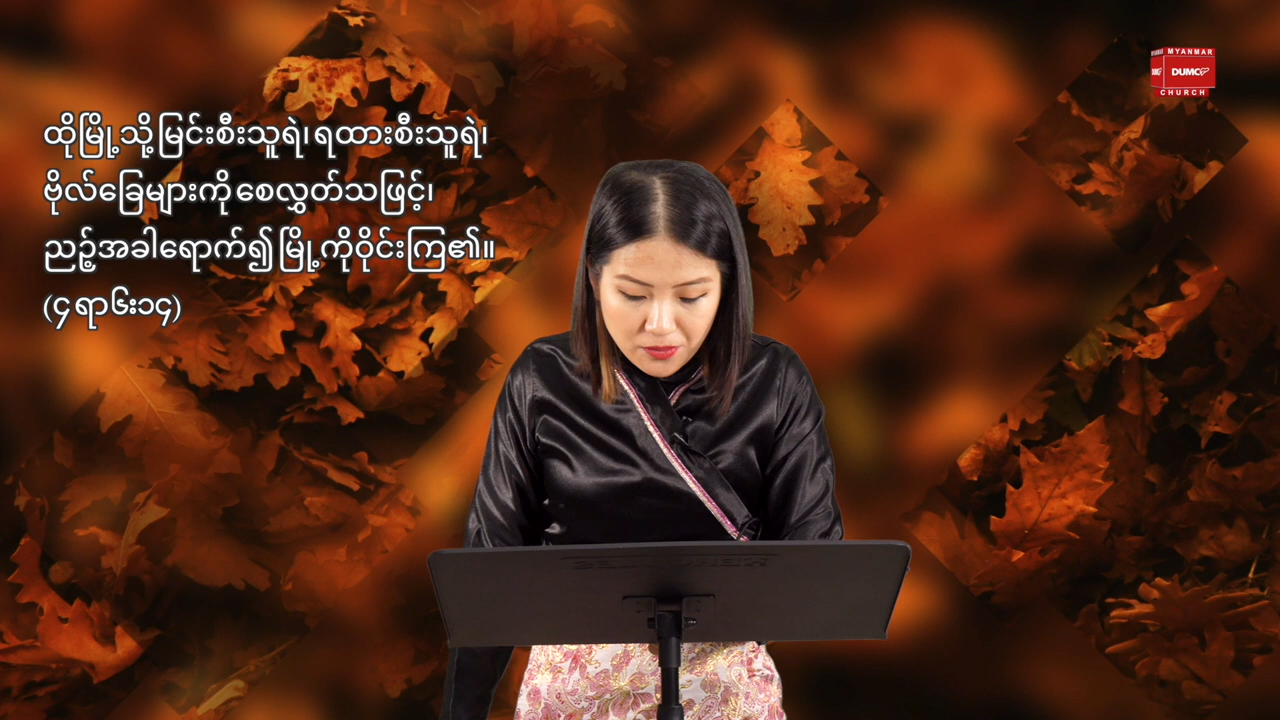 ထိုမြို့သို့ မြင်းစီးသူရဲ၊ ရထားစီးသူရဲ၊
ဗိုလ်ခြေများကို စေလွှတ်သဖြင့်၊
ညဉ့်အခါရောက်၍ မြို့ကိုဝိုင်းကြ၏။
(၄ ရာ၆း၁၄)
MYANMAR
DUMC
CHURCH